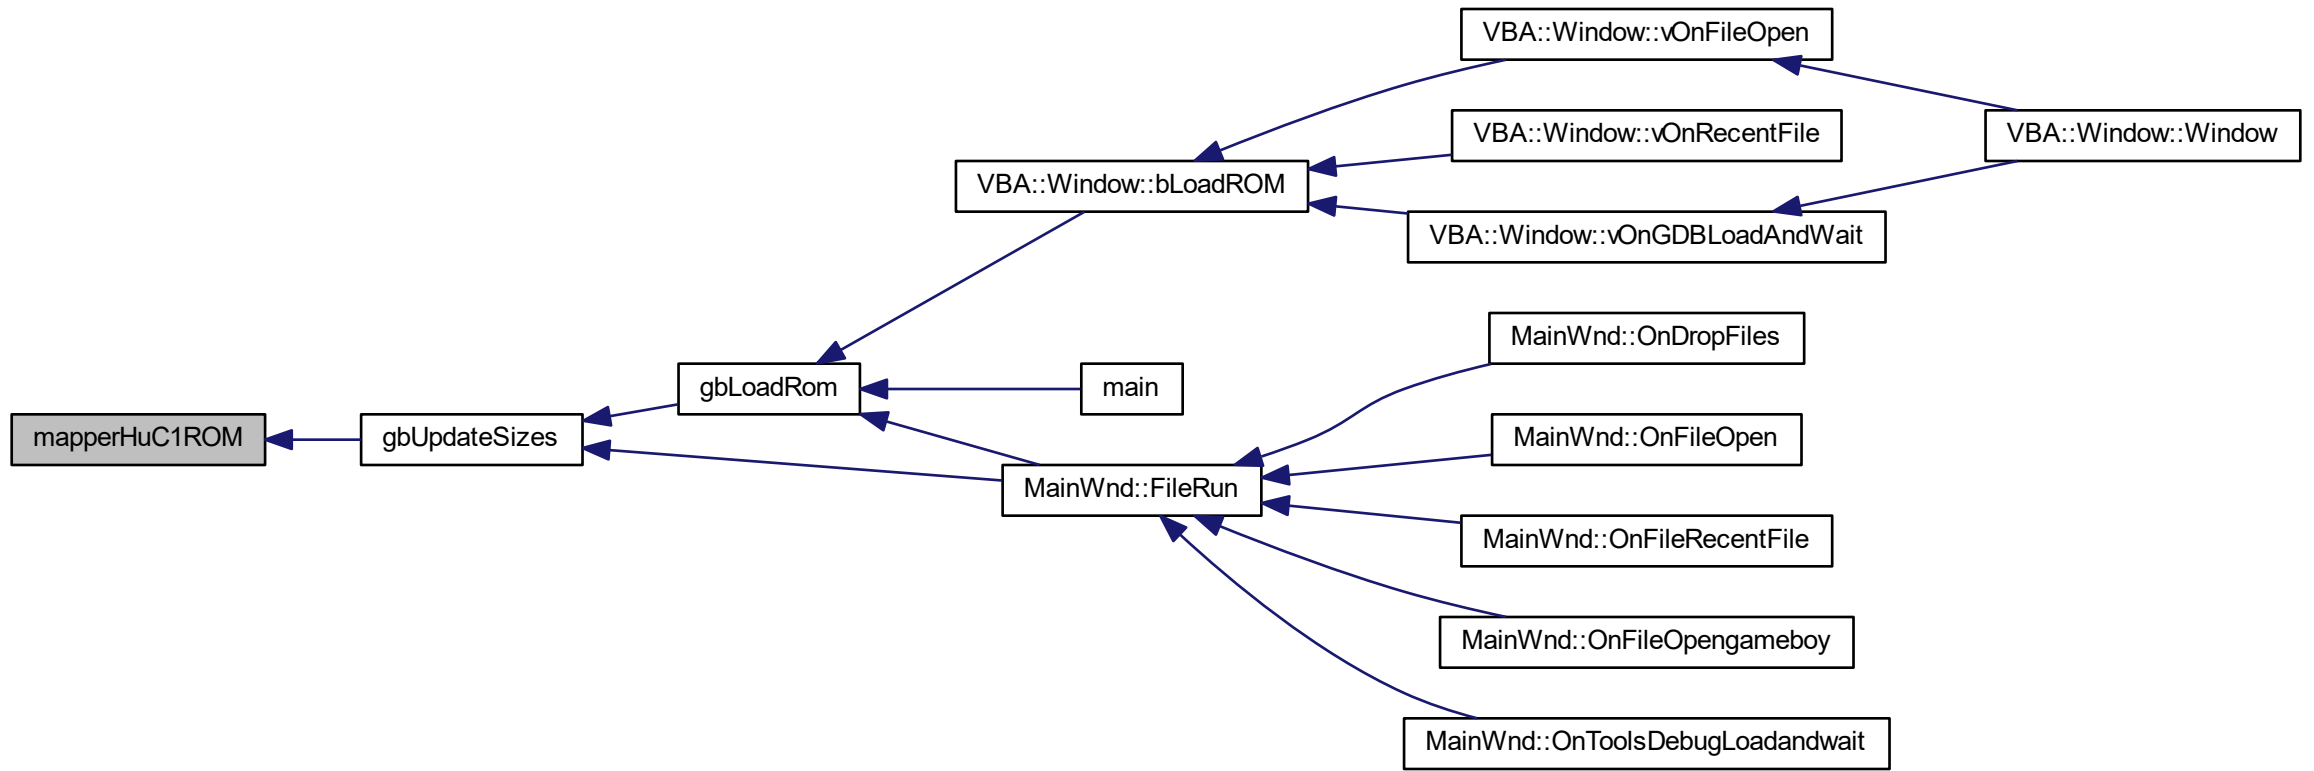 VBA::Window::vOnFileOpen
VBA::Window::vOnRecentFile
VBA::Window::Window
VBA::Window::bLoadROM
VBA::Window::vOnGDBLoadAndWait
MainWnd::OnDropFiles
gbLoadRom
main
mapperHuC1ROM
gbUpdateSizes
MainWnd::OnFileOpen
MainWnd::FileRun
MainWnd::OnFileRecentFile
MainWnd::OnFileOpengameboy
MainWnd::OnToolsDebugLoadandwait